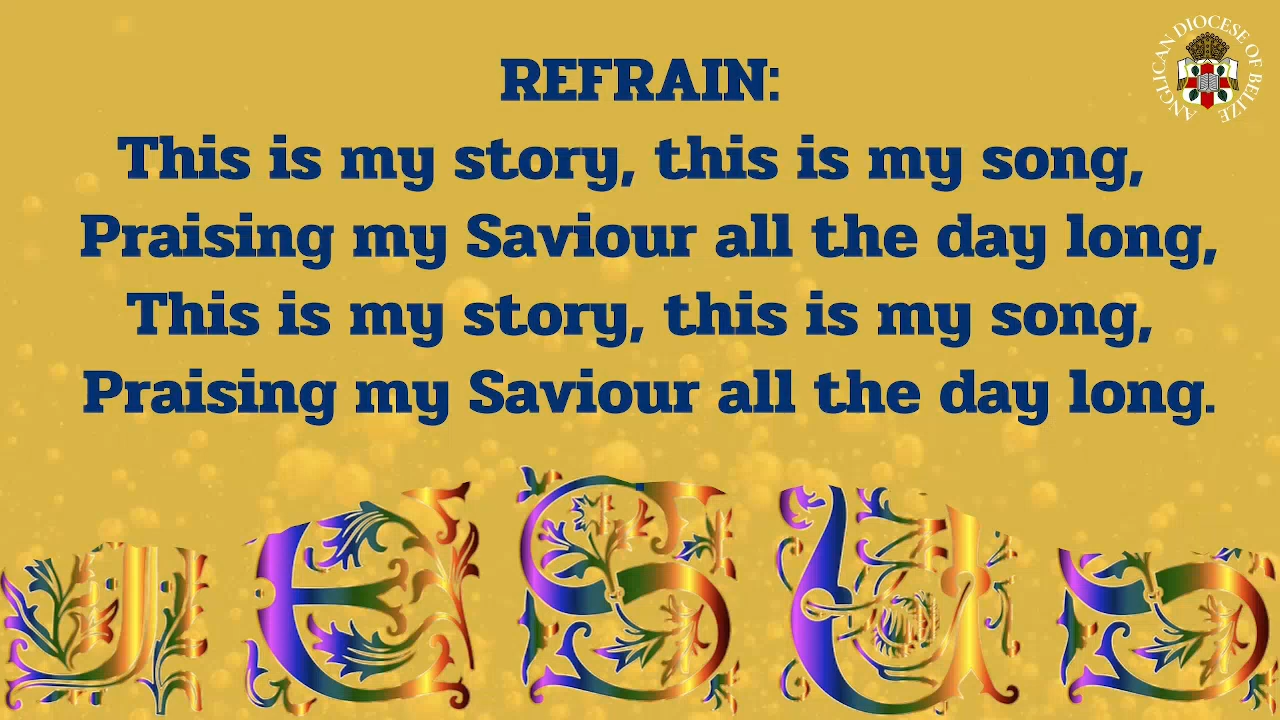 REFRAIN:
This is my story, this is my song,
Praising my Saviour all the day long,
This is my story, this is my song,
Praising my Saviour all the day long.
ANGLICAN DIOCESE OF BELIZE
JESUS